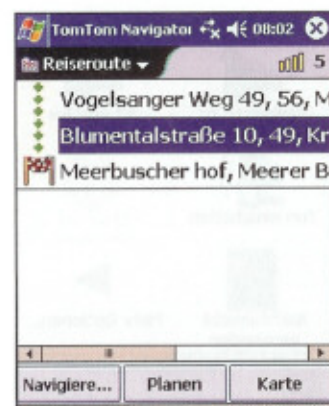 TomTom Navigator 08:02
Reiseroute 5
Vogelsanger Weg 49, 56, M
Blumentalstraße 10, 49, Kr
Meerbuscher hof, Meerer B
Navigiere... Planen Karte